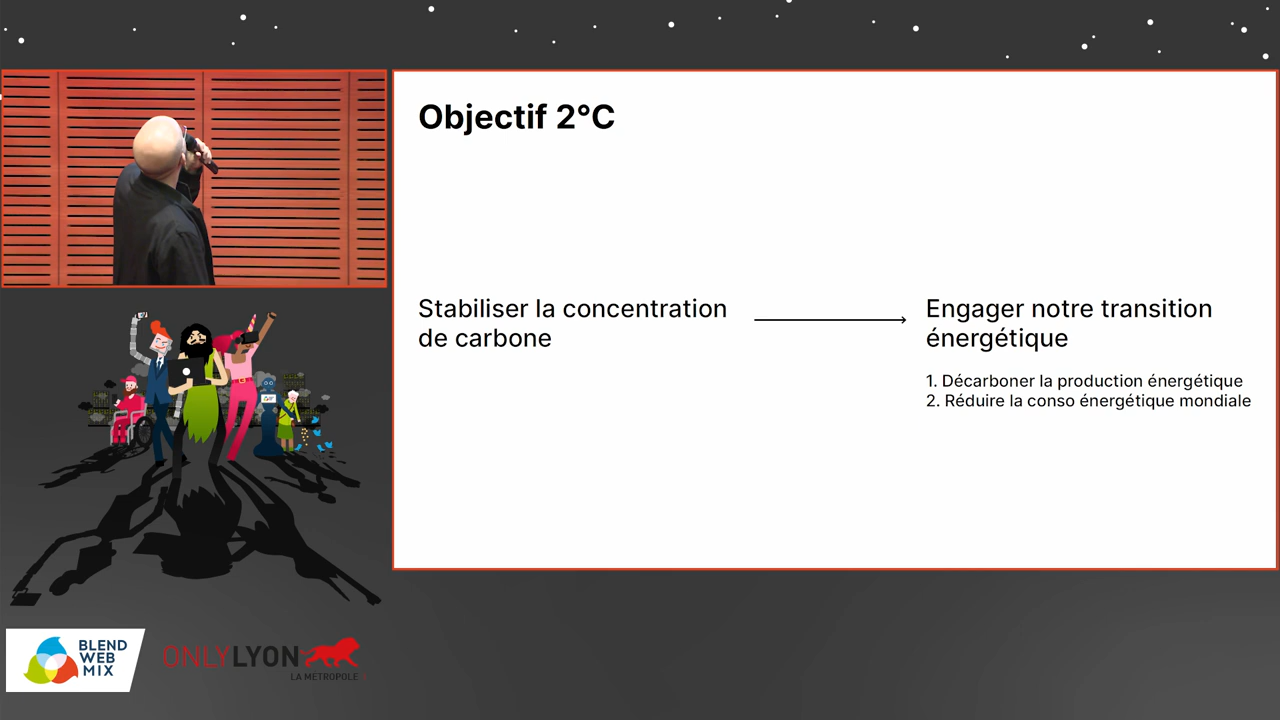 Objectif 2°C
Stabiliser la concentration
de carbone
Engager notre transition
énergétique
1. Décarboner la production énergétique
2. Réduire la conso énergétique mondiale
BLEND
WEB
MIX
ONLYLYON
LA MÉTROPOLE